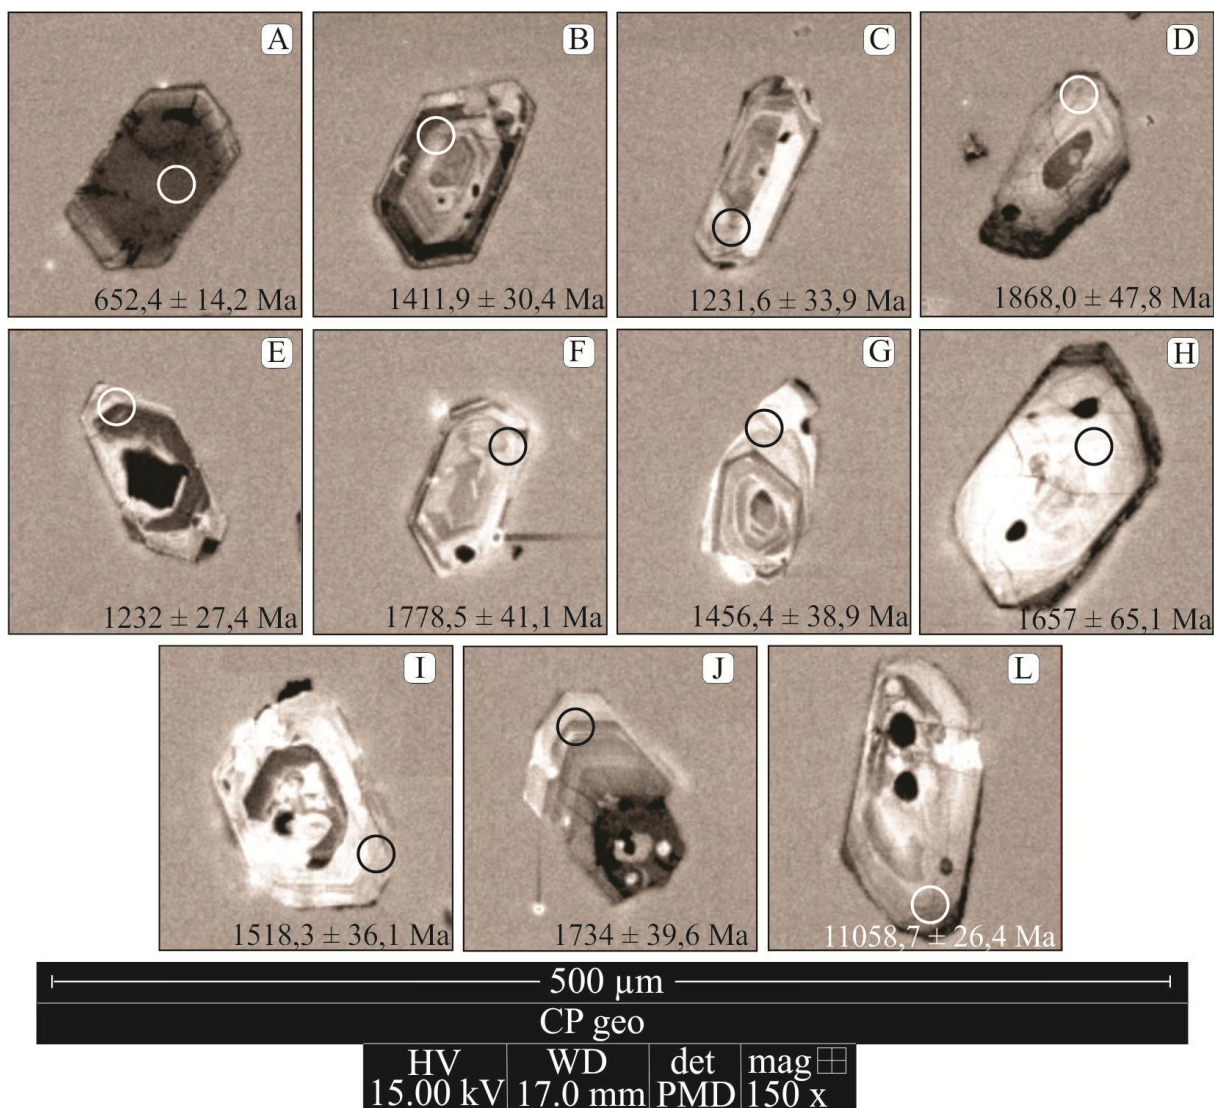 A
652,4 ± 14,2 Ma
B
1411,9 ± 30,4 Ma
C
1231,6 ± 33,9 Ma
D
1868,0 ± 47,8 Ma
E
1232 ± 27,4 Ma
F
1778,5 ± 41,1 Ma
G
1456,4 ± 38,9 Ma
H
1657 ± 65,1 Ma
I
1518,3 ± 36,1 Ma
J
1734 ± 39,6 Ma
L
11058,7 ± 26,4 Ma
500 µm
CP geo
HV WD det mag
15.00 kV 17.0 mm PMD 150 x